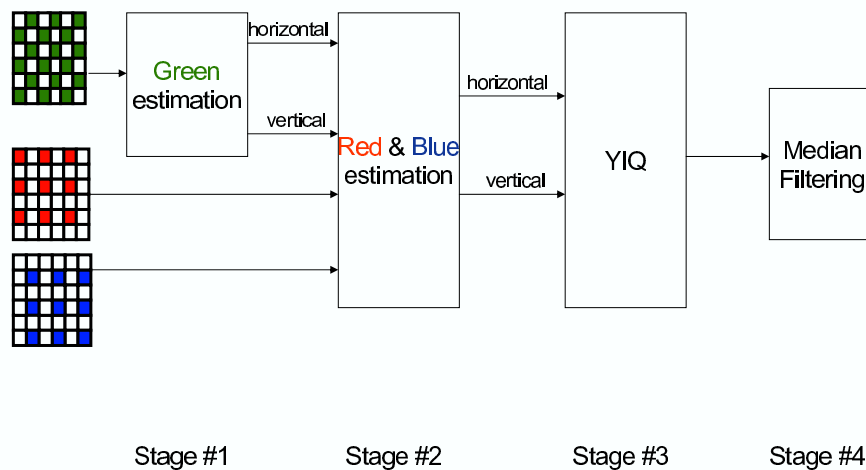 horizontal
Green
estimation
vertical
Red & Blue
estimation
horizontal
vertical
YIQ
Median
Filtering
Stage #1
Stage #2
Stage #3
Stage #4